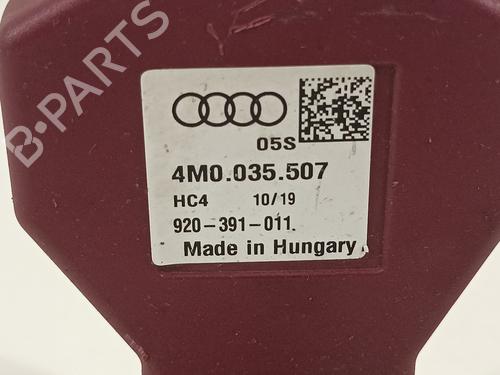 B-PARTS
05S
4M0.035.507
HC4 10/19
920-391-011.
Made in Hungary